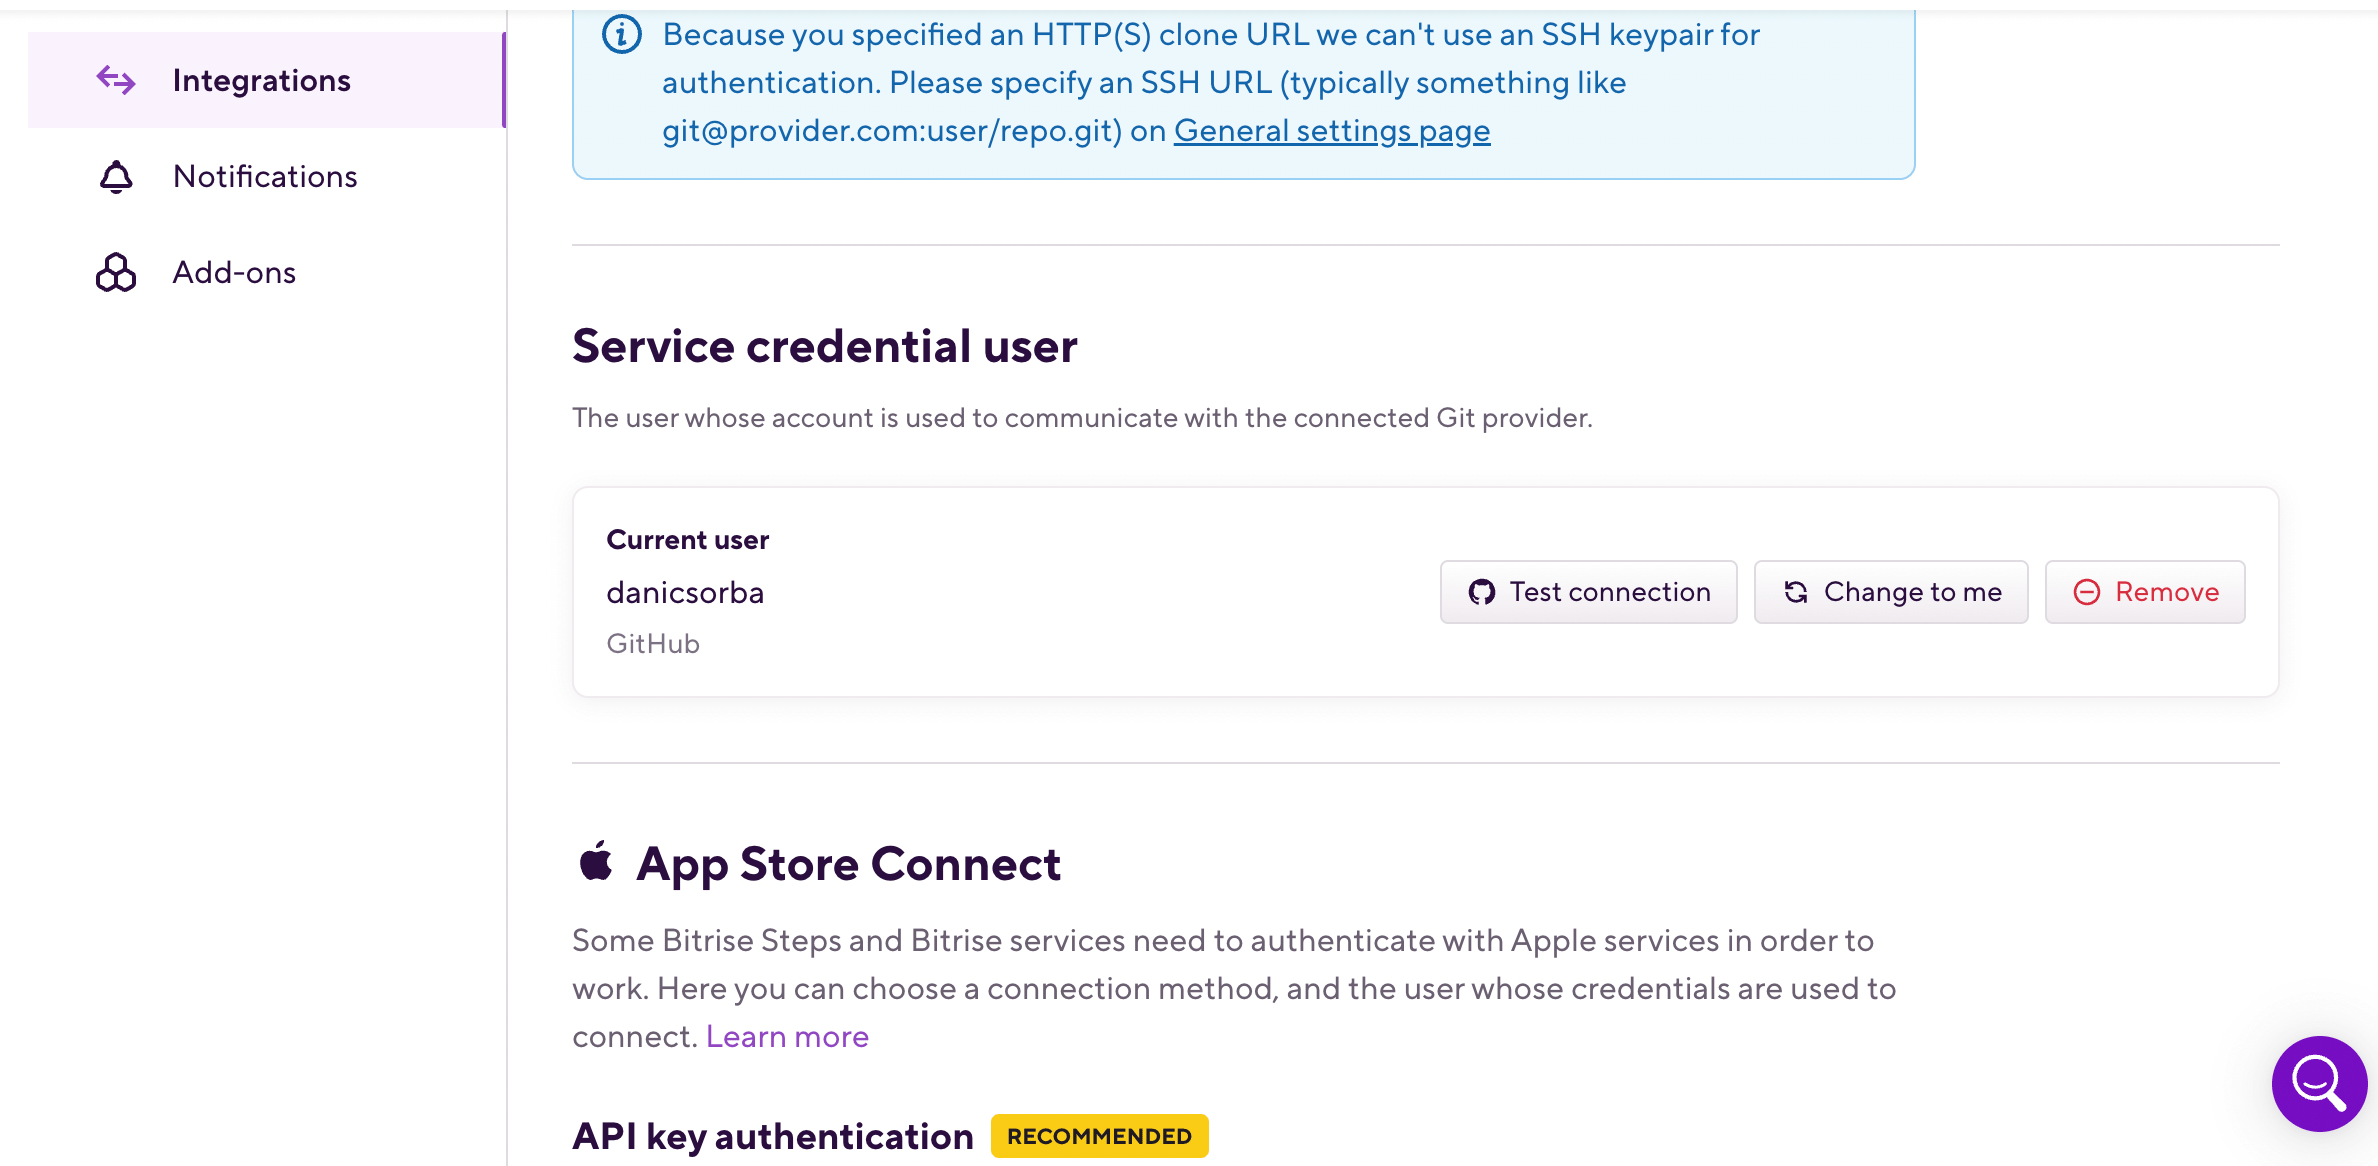 Integrations
Notifications
Add-ons
Because you specified an HTTP(S) clone URL we can't use an SSH keypair for
authentication. Please specify an SSH URL (typically something like
git@provider.com:user/repo.git) on General settings page
Service credential user
The user whose account is used to communicate with the connected Git provider.
Current user
danicsorba
GitHub
Test connection
Change to me
Remove
App Store Connect
Some Bitrise Steps and Bitrise services need to authenticate with Apple services in order to
work. Here you can choose a connection method, and the user whose credentials are used to
connect. Learn more
API key authentication RECOMMENDED